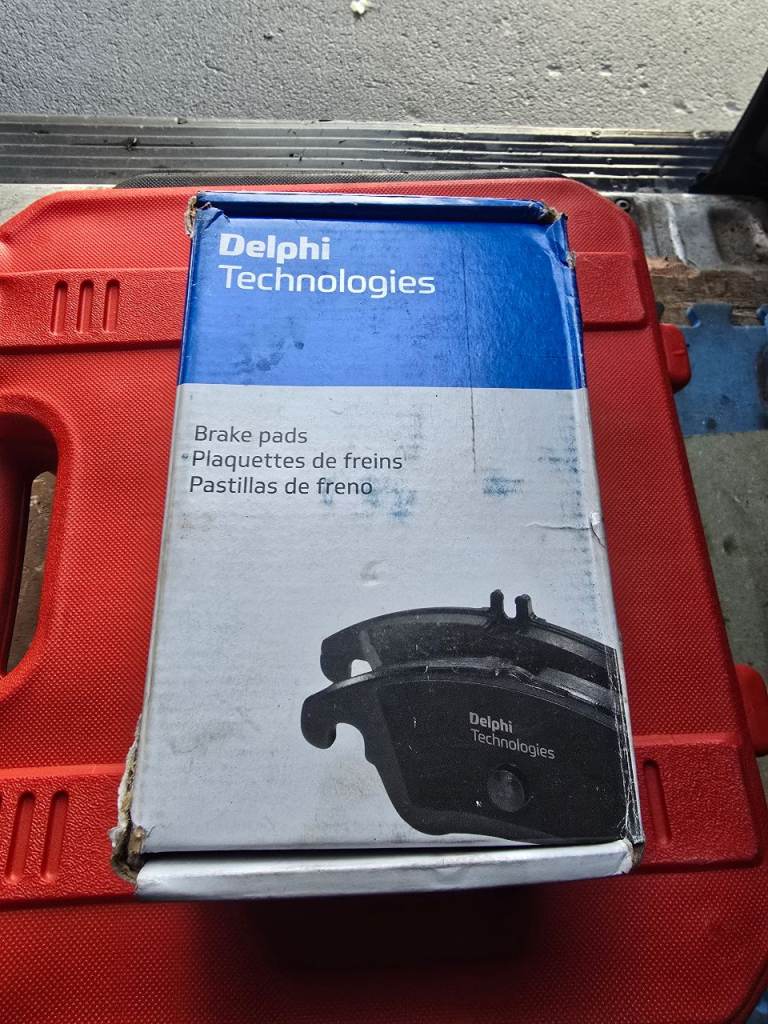 Delphi
Technologies
Brake pads
Plaquettes de freins
Pastillas de freno
Delphi
Technologies